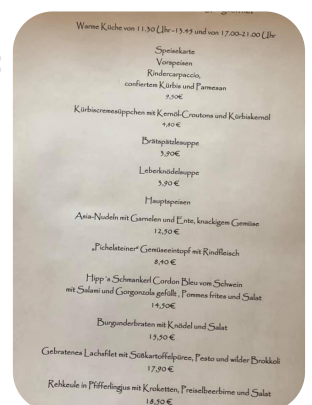 Warme Küche von 11.30 Uhr-13.45 und von 17.00-21.00 Uhr
Speisekarte
Vorspeisen
Rindercarpaccio,
confiertem Kürbis und Parmesan
9,50€
Kürbiscremesüppchen mit Kernöl-Croutons und Kürbiskernöl
4,80 €
Brätspätzlesuppe
3,90€
Leberknödelsuppe
3,90 €
Hauptspeisen
Asia-Nudeln mit Garnelen und Ente, knackigem Gemüse
12,50 €
„Pichelsteiner" Gemüseeintopf mit Rindfleisch
8,40 €
Hipp´s Schmankerl Cordon Bleu vom Schwein
mit Salami und Gorgonzola gefüllt , Pommes frites und Salat
14,50€
Burgunderbraten mit Knödel und Salat
13,50 €
Gebratenes Lachsfilet mit Süßkartoffelpüree, Pesto und wilder Brokkoli
17,90 €
Rehkeule in Pfifferlingjus mit Kroketten, Preiselbeerbirne und Salat
18,50 €